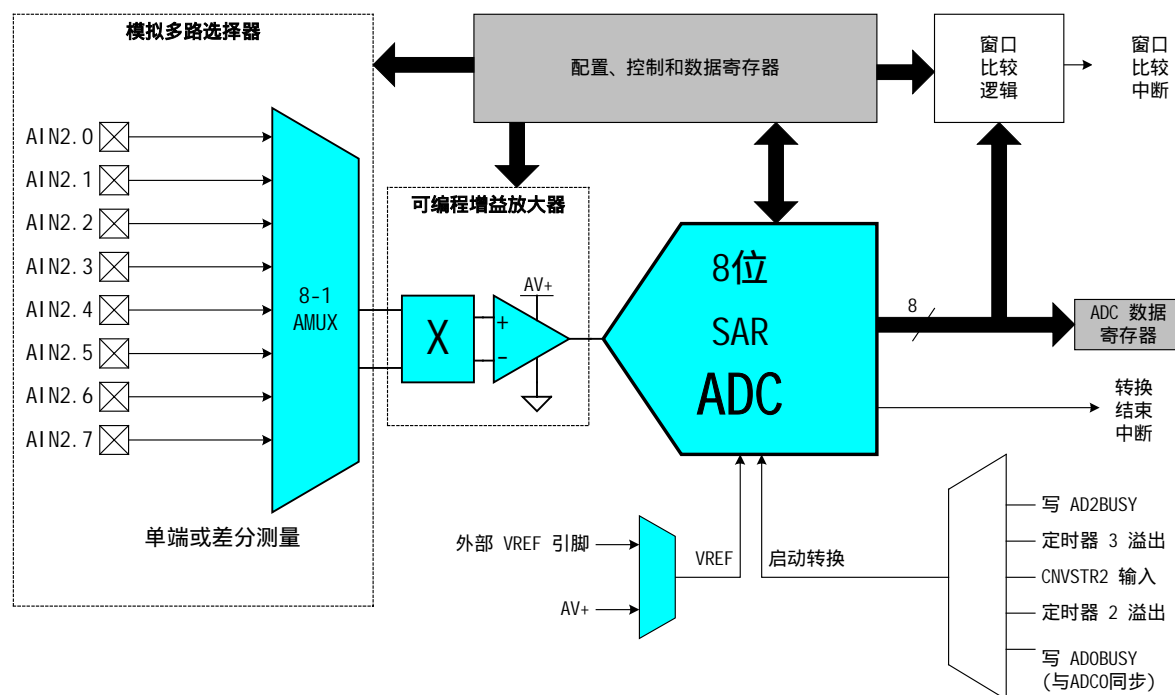 模拟多路选择器
配置、控制和数据寄存器
窗口
比较
逻辑
窗口
比较
中断
AIN2.0
AIN2.1
AIN2.2
AIN2.3
AIN2.4
AIN2.5
AIN2.6
AIN2.7
8-1
AMUX
单端或差分测量
可编程增益放大器
X
+
-
AV+
8位
SAR
ADC
8
ADC 数据
寄存器
转换
结束
中断
外部 VREF 引脚
AV+
VREF
启动转换
写 AD2BUSY
定时器 3 溢出
CNVSTR2 输入
定时器 2 溢出
写 AD0BUSY
(与ADC0同步)